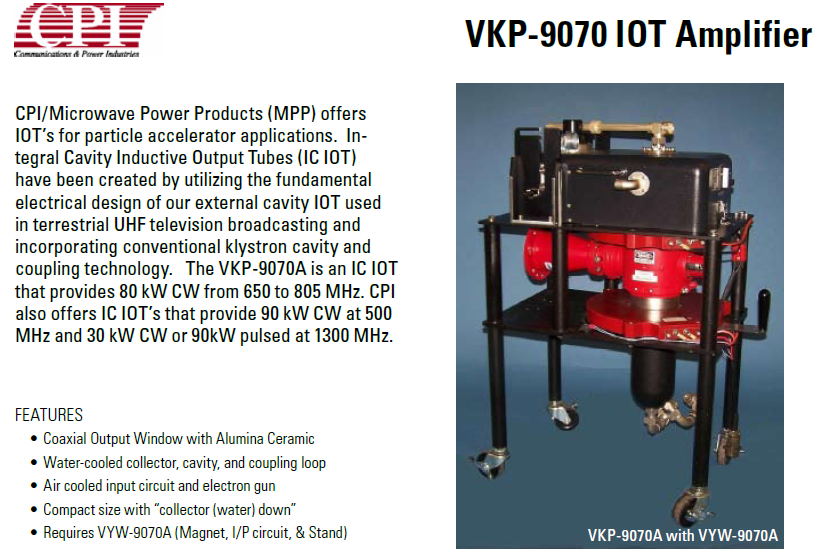 CPI
Communications & Power Industries
VKP-9070 IOT Amplifier
CPI/Microwave Power Products (MPP) offers
IOT's for particle accelerator applications.  In-
tegral Cavity Inductive Output Tubes (IC IOT)
have been created by utilizing the fundamental
electrical design of our external cavity IOT used
in terrestrial UHF television broadcasting and
incorporating conventional klystron cavity and
coupling technology.   The VKP-9070A is an IC IOT
that provides 80 kW CW from 650 to 805 MHz. CPI
also offers IC IOT's that provide 90 kW CW at 500
MHz and 30 kW CW or 90kW pulsed at 1300 MHz.
FEATURES
• Coaxial Output Window with Alumina Ceramic
• Water-cooled collector, cavity, and coupling loop
• Air cooled input circuit and electron gun
• Compact size with “collector (water) down”
• Requires VYW-9070A (Magnet, I/P circuit, & Stand)
VKP-9070A with VYW-9070A